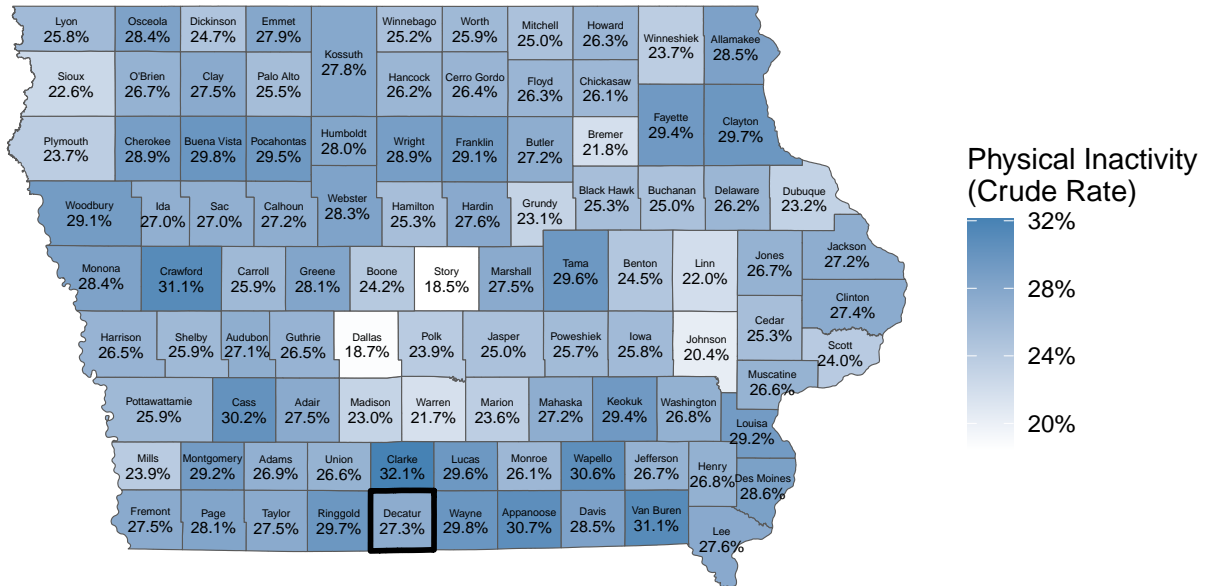 Lyon
25.8%
Osceola
28.4%
Dickinson
24.7%
Emmet
27.9%
Kossuth
27.8%
Winnebago
25.2%
Worth
25.9%
Mitchell
25.0%
Howard
26.3%
Winneshiek
23.7%
Allamakee
28.5%
Sioux
22.6%
O'Brien
26.7%
Clay
27.5%
Palo Alto
25.5%
Hancock
26.2%
Cerro Gordo
26.4%
Floyd
26.3%
Chickasaw
26.1%
Fayette
29.4%
Clayton
29.7%
Plymouth
23.7%
Cherokee
28.9%
Buena Vista
29.8%
Pocahontas
29.5%
Humboldt
28.0%
Wright
28.9%
Franklin
29.1%
Butler
27.2%
Bremer
21.8%
Woodbury
29.1%
Ida
27.0%
Sac
27.0%
Calhoun
27.2%
Webster
28.3%
Hamilton
25.3%
Hardin
27.6%
Grundy
23.1%
Black Hawk
25.3%
Buchanan
25.0%
Delaware
26.2%
Dubuque
23.2%
Monona
28.4%
Crawford
31.1%
Carroll
25.9%
Greene
28.1%
Boone
24.2%
Story
18.5%
Marshall
27.5%
Tama
29.6%
Benton
24.5%
Linn
22.0%
Jones
26.7%
Jackson
27.2%
Clinton
27.4%
Harrison
26.5%
Shelby
25.9%
Audubon
27.1%
Guthrie
26.5%
Dallas
18.7%
Polk
23.9%
Jasper
25.0%
Poweshiek
25.7%
Iowa
25.8%
Johnson
20.4%
Cedar
25.3%
Scott
24.0%
Muscatine
26.6%
Pottawattamie
25.9%
Cass
30.2%
Adair
27.5%
Madison
23.0%
Warren
21.7%
Marion
23.6%
Mahaska
27.2%
Keokuk
29.4%
Washington
26.8%
Louisa
29.2%
Mills
23.9%
Montgomery
29.2%
Adams
26.9%
Union
26.6%
Clarke
32.1%
Lucas
29.6%
Monroe
26.1%
Wapello
30.6%
Jefferson
26.7%
Henry
26.8%
Des Moines
28.6%
Fremont
27.5%
Page
28.1%
Taylor
27.5%
Ringgold
29.7%
Decatur
27.3%
Wayne
29.8%
Appanoose
30.7%
Davis
28.5%
Van Buren
31.1%
Lee
27.6%
Physical Inactivity
(Crude Rate)
32%
28%
24%
20%